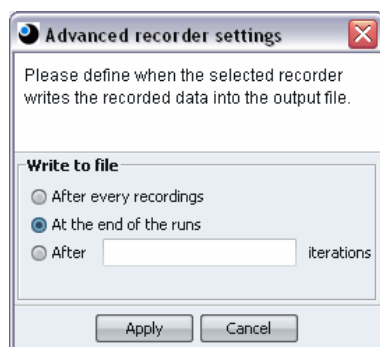 Advanced recorder settings
Please define when the selected recorder
writes the recorded data into the output file.
Write to file
After every recordings
At the end of the runs
After iterations
Apply Cancel